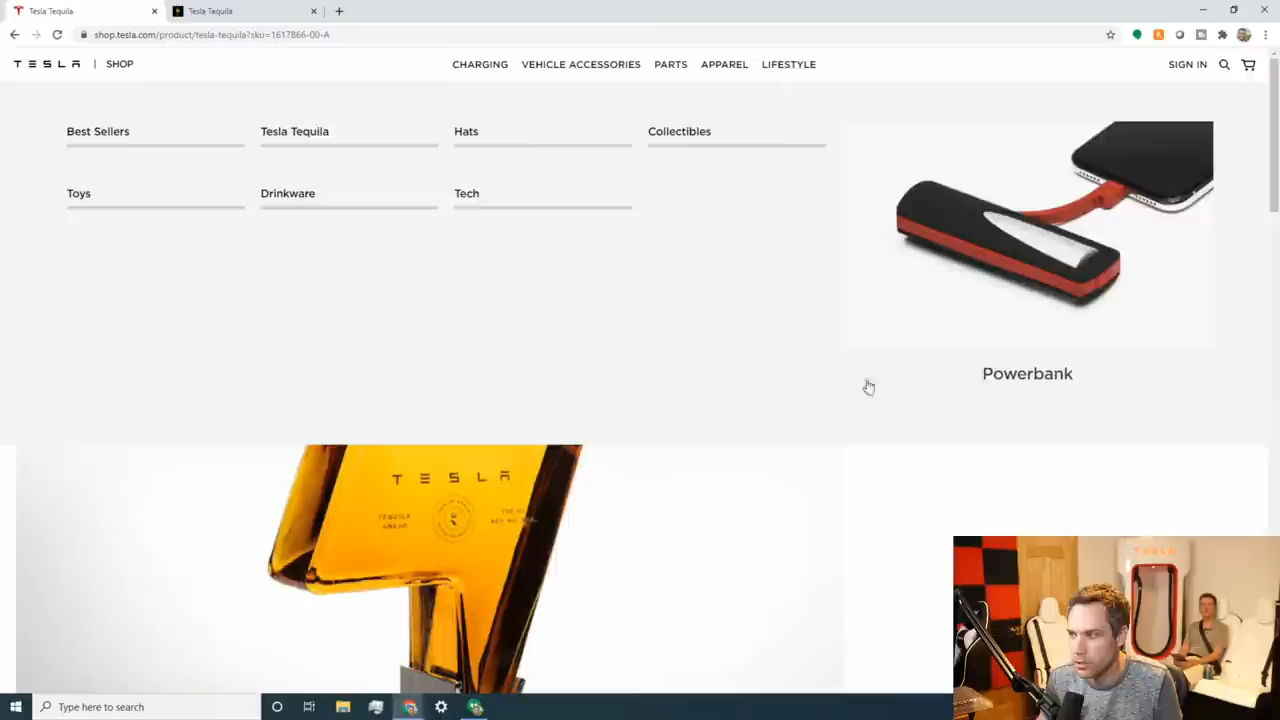 Tesla Tequila
Tesla Tequila
shop.tesla.com/product/tesla-tequila?sku=1617866-00-A
TESLA | SHOP
CHARGING VEHICLE ACCESSORIES PARTS APPAREL LIFESTYLE
SIGN IN
Best Sellers
Tesla Tequila
Hats
Collectibles
Toys
Drinkware
Tech
Powerbank
TESLA
TEQUILA
TESLA
Type here to search